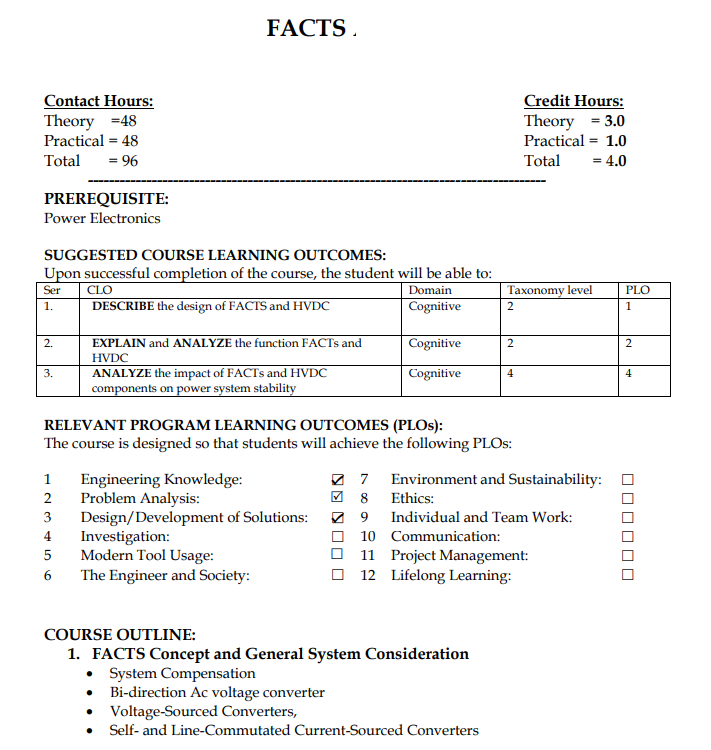 FACTS
Contact Hours: Credit Hours:
Theory =48 Theory = 3.0
Practical = 48 Practical = 1.0
Total = 96 Total = 4.0
PREREQUISITE:
Power Electronics
SUGGESTED COURSE LEARNING OUTCOMES:
Upon successful completion of the course, the student will be able to:
Ser CLO Domain Taxonomy level PLO
1. DESCRIBE the design of FACTS and HVDC Cognitive 2 1
2. EXPLAIN and ANALYZE the function FACTs and Cognitive 2 2
HVDC
3. ANALYZE the impact of FACTs and HVDC Cognitive 4 4
components on power system stability
RELEVANT PROGRAM LEARNING OUTCOMES (PLOs):
The course is designed so that students will achieve the following PLOs:
1 Engineering Knowledge: ☑ 7 Environment and Sustainability: ☐
2 Problem Analysis: ☑ 8 Ethics: ☐
3 Design/Development of Solutions: ☑ 9 Individual and Team Work: ☐
4 Investigation: ☐ 10 Communication: ☐
5 Modern Tool Usage: ☐ 11 Project Management: ☐
6 The Engineer and Society: ☐ 12 Lifelong Learning: ☐
COURSE OUTLINE:
1. FACTS Concept and General System Consideration
• System Compensation
• Bi-direction Ac voltage converter
• Voltage-Sourced Converters,
• Self- and Line-Commutated Current-Sourced Converters